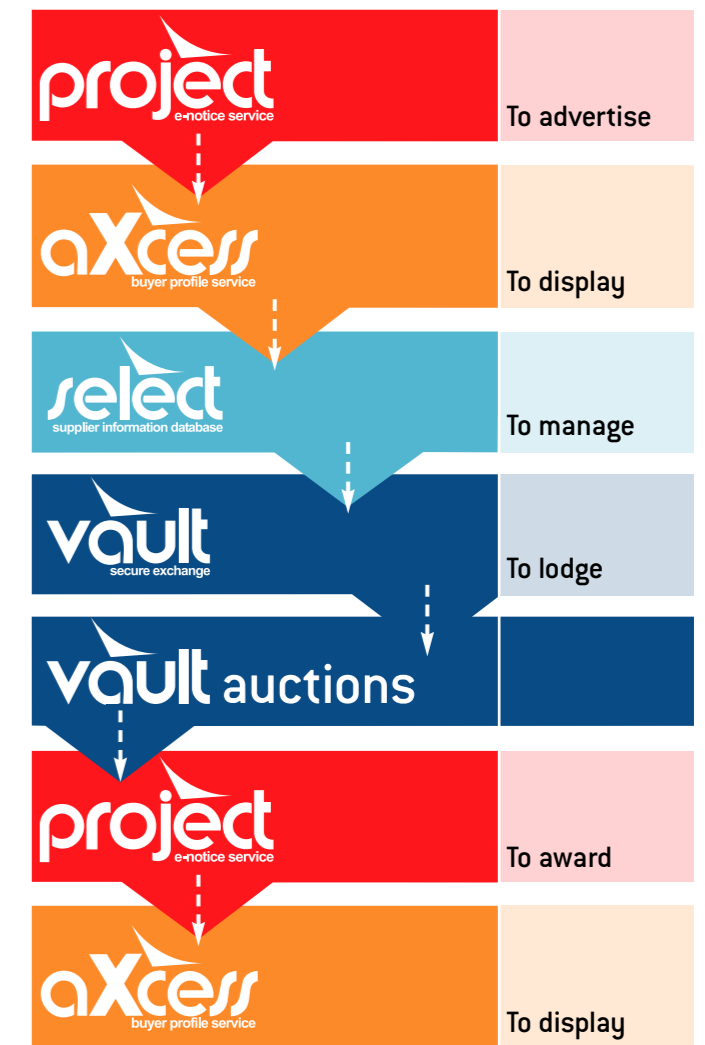 project
e-notice service
To advertise
aXcess
buyer profile service
To display
select
supplier information database
To manage
vault
secure exchange
To lodge
vault auctions
project
e-notice service
To award
aXcess
buyer profile service
To display